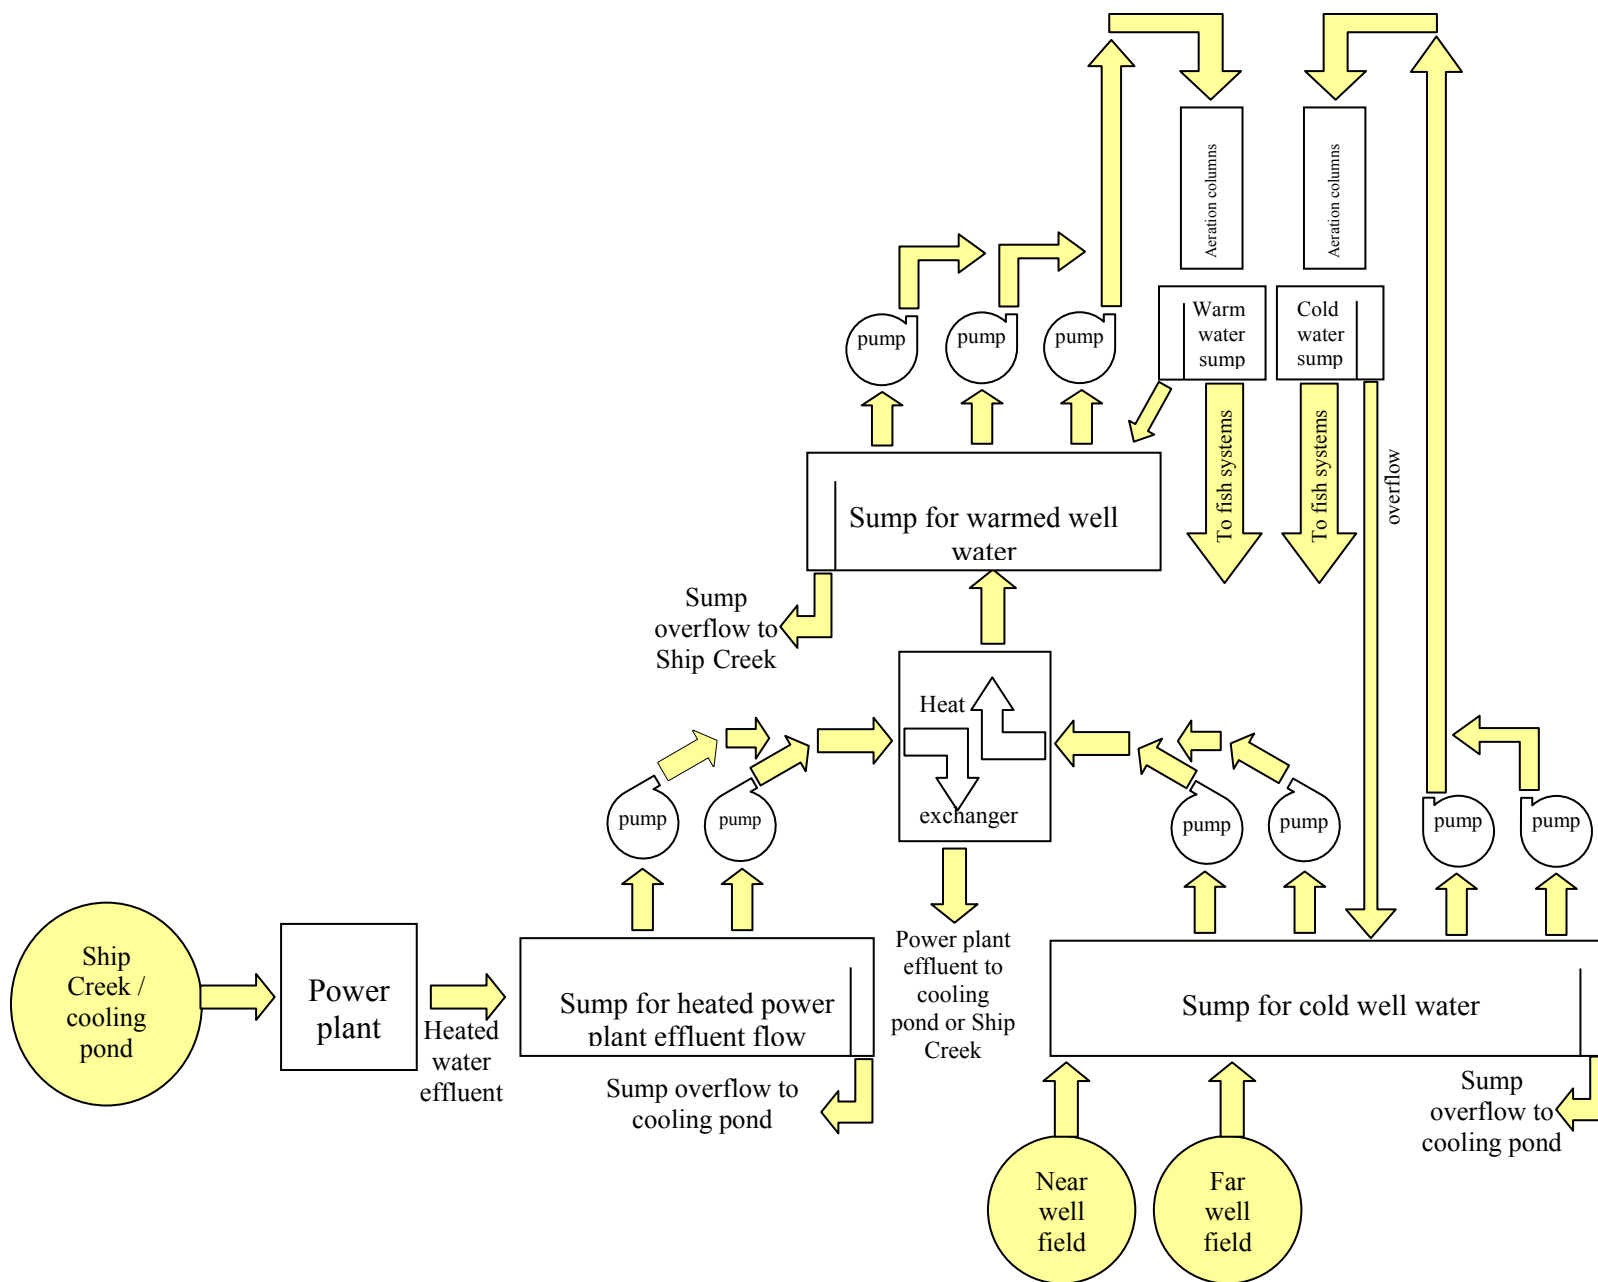 Aeration columns
Aeration columns
Warm
water
sump
Cold
water
sump
pump
pump
pump
To fish systems
To fish systems
overflow
Sump for warmed well
water
Sump
overflow to
Ship Creek
Heat
exchanger
pump
pump
pump
pump
pump
pump
Ship
Creek /
cooling
pond
Power
plant
Heated
water
effluent
Sump for heated power
plant effluent flow
Sump overflow to
cooling pond
Power plant
effluent to
cooling
pond or Ship
Creek
Sump for cold well water
Sump
overflow to
cooling pond
Near
well
field
Far
well
field